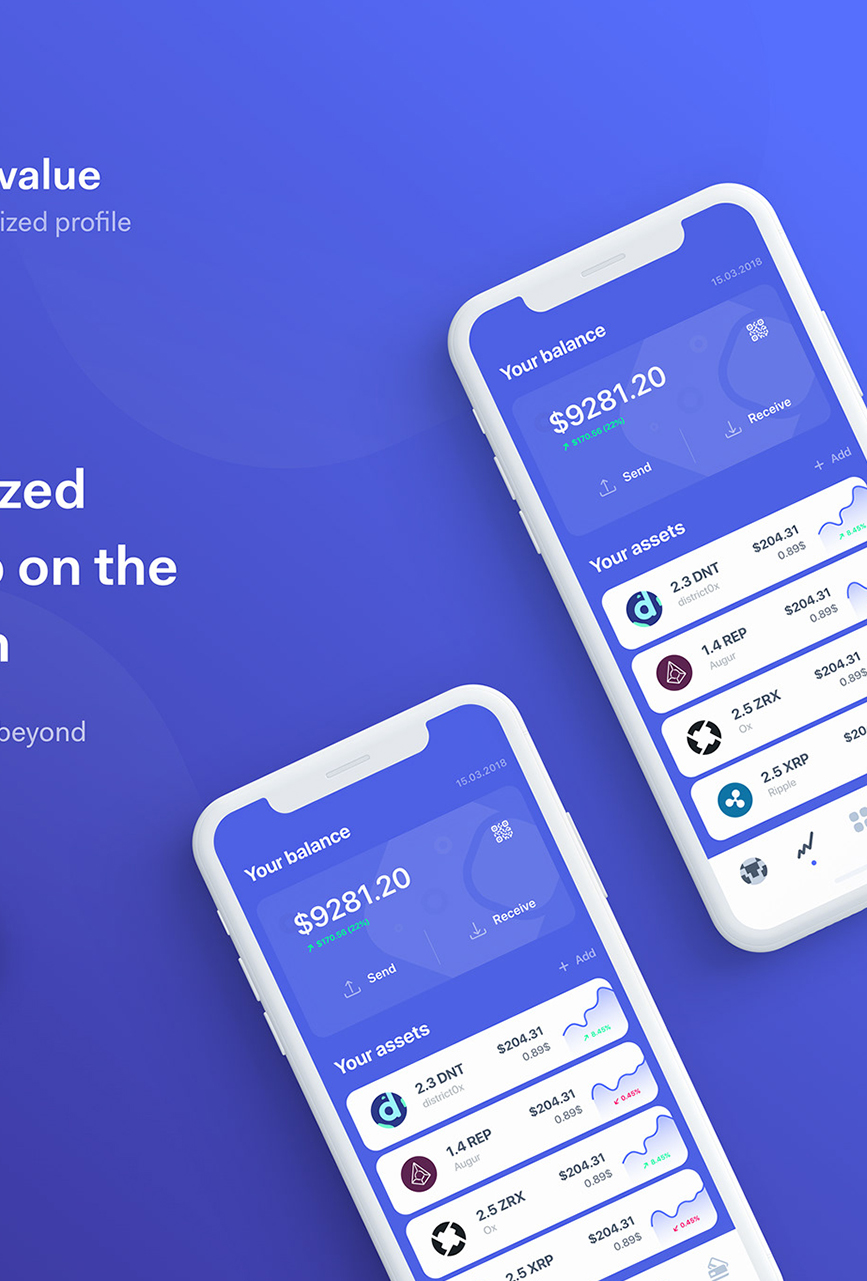 value
ized profile
zed
on the
beyond
15.03.2018
Your balance
$9281.20
$170.56 (22%)
Send
Receive
Your assets
+ Add
2.3 DNT
$204.31
district0x
0.89$
8.45%
1.4 REP
$204.31
Augur
0.89$
2.5 ZRX
$204.31
0x
0.89$
2.5 XRP
$20
Ripple
15.03.2018
Your balance
$9281.20
$170.56 (22%)
Send
Receive
Your assets
+ Add
2.3 DNT
$204.31
district0x
0.89$
8.45%
1.4 REP
$204.31
Augur
0.89$
0.45%
2.5 ZRX
$204.31
0x
0.89$
8.45%
2.5 XRP
$204.31
0.89$
0.45%